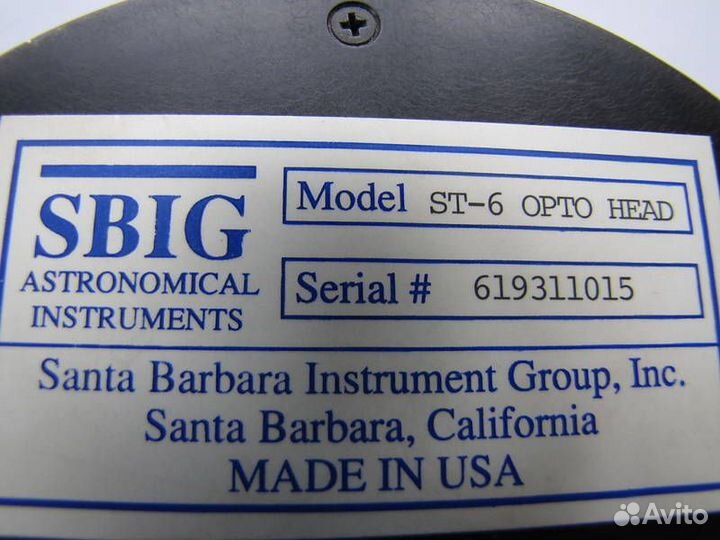 SBIG
ASTRONOMICAL
INSTRUMENTS
Model ST-6 OPTO HEAD
Serial # 619311015
Santa Barbara Instrument Group, Inc.
Santa Barbara, California
MADE IN USA
Avito